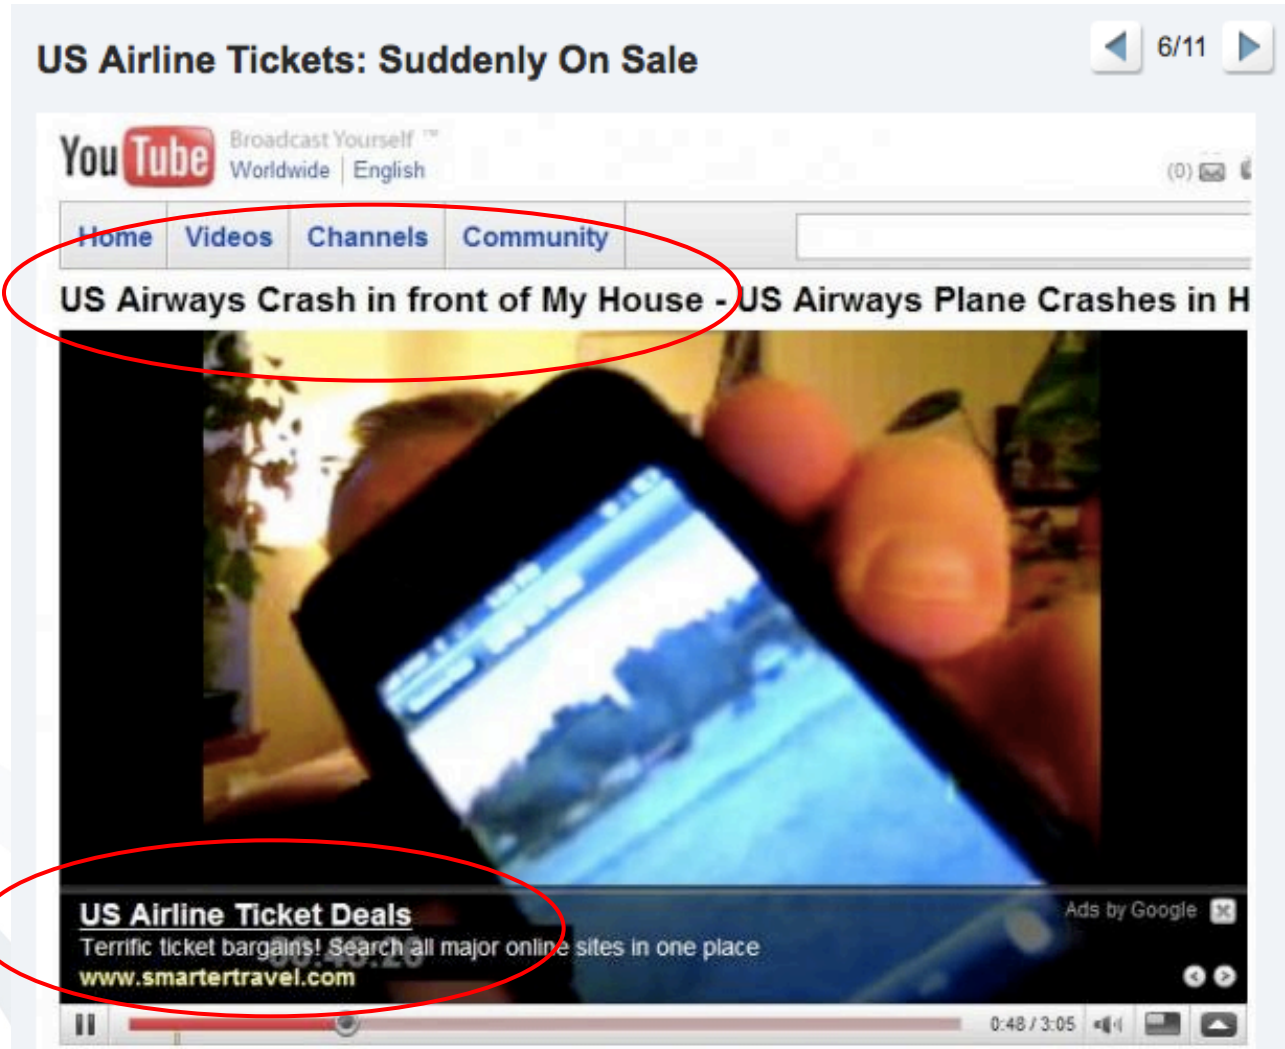 US Airline Tickets: Suddenly On Sale
6/11
YouTube
Broadcast Yourself ™
Worldwide | English
(0)
Home Videos Channels Community
US Airways Crash in front of My House - US Airways Plane Crashes in H
US Airline Ticket Deals
Ads by Google
Terrific ticket bargains! Search all major online sites in one place
www.smartertravel.com
0:48 / 3:05